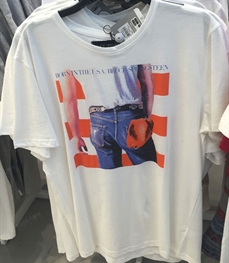 BORN IN THE U.S.A./BRUCE SPRINGSTEEN